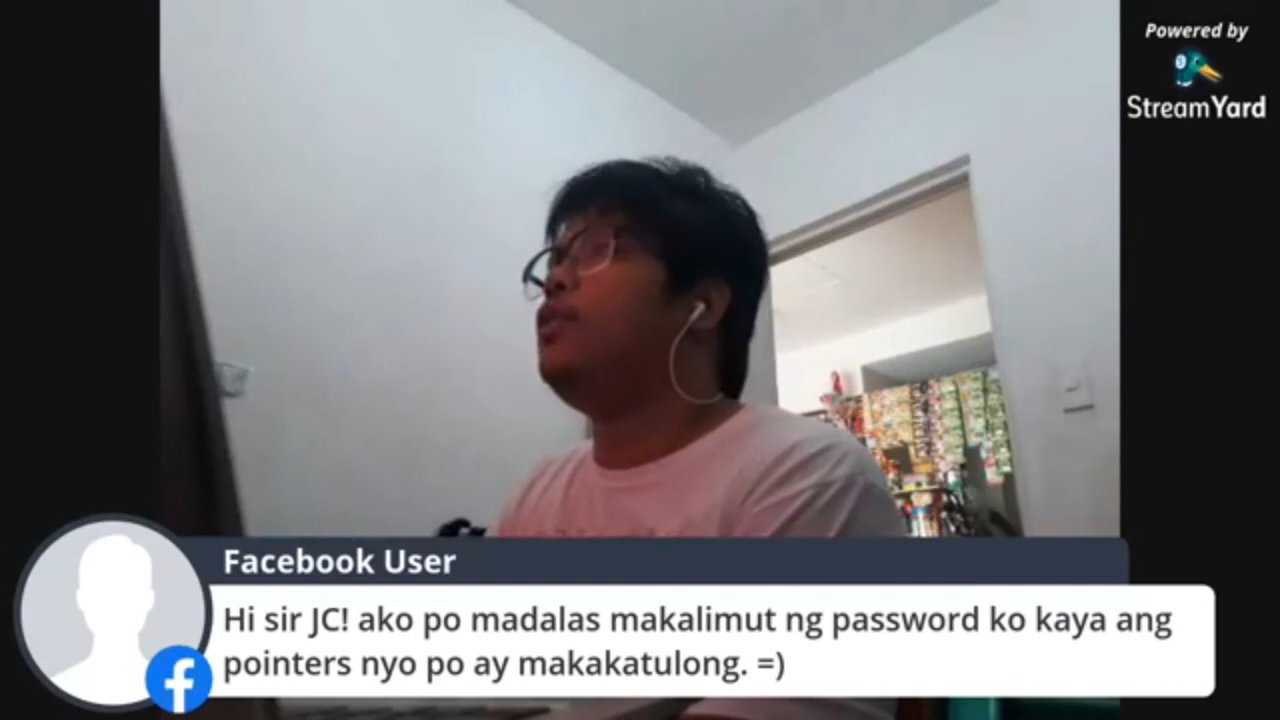 Powered by
StreamYard
Facebook User
Hi sir JC! ako po madalas makalimut ng password ko kaya ang
pointers nyo po ay makakatulong. =)